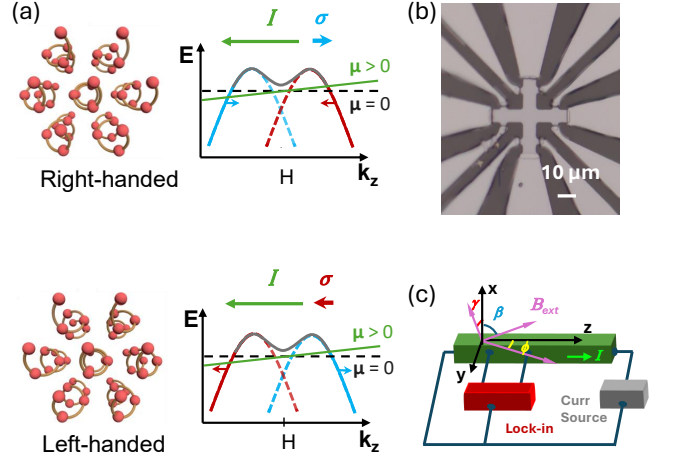 (a)
I σ
E
μ > 0
μ = 0
H
k_z
Right-handed
I σ
E
μ > 0
μ = 0
H
k_z
Left-handed
(b)
10 μm
(c)
x
γ
β
B_ext
z
ϕ
I
y
Curr
Source
Lock-in